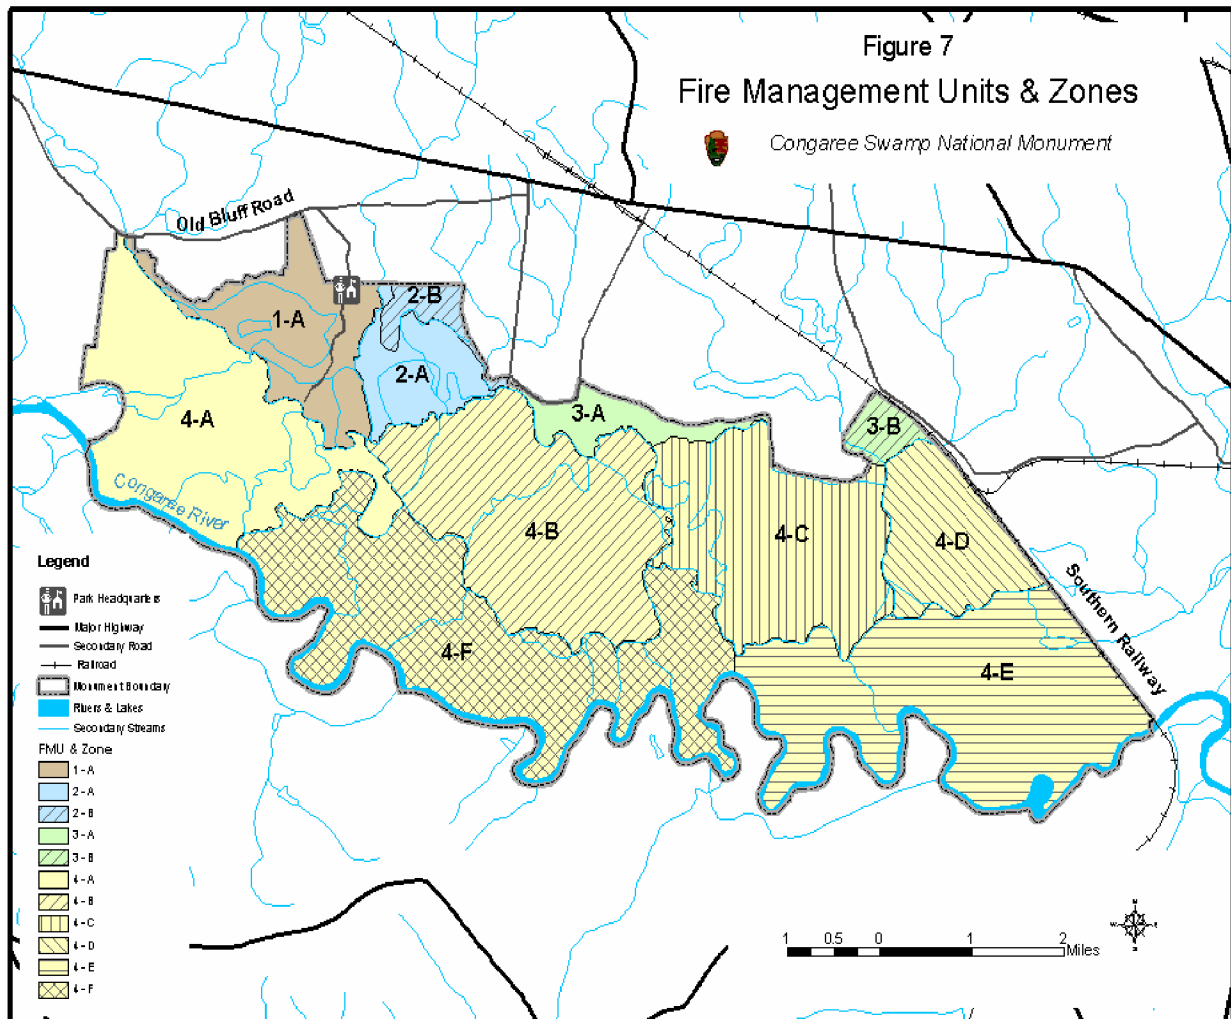 Figure 7
Fire Management Units & Zones
Congaree Swamp National Monument
Old Bluff Road
2-B
1-A
2-A
3-A
4-A
3-B
Congaree River
4-B
4-C
4-D
Southern Railway
4-F
4-E
Legend
Park Headquarters
Major Highway
Secondary Road
Railroad
Monument Boundary
Rivers & Lakes
Secondary Streams
FMU & Zone
1 - A
2 - A
2 - B
3 - A
3 - B
4 - A
4 - B
4 - C
4 - D
4 - E
4 - F
1 0.5 0 1 2
Miles